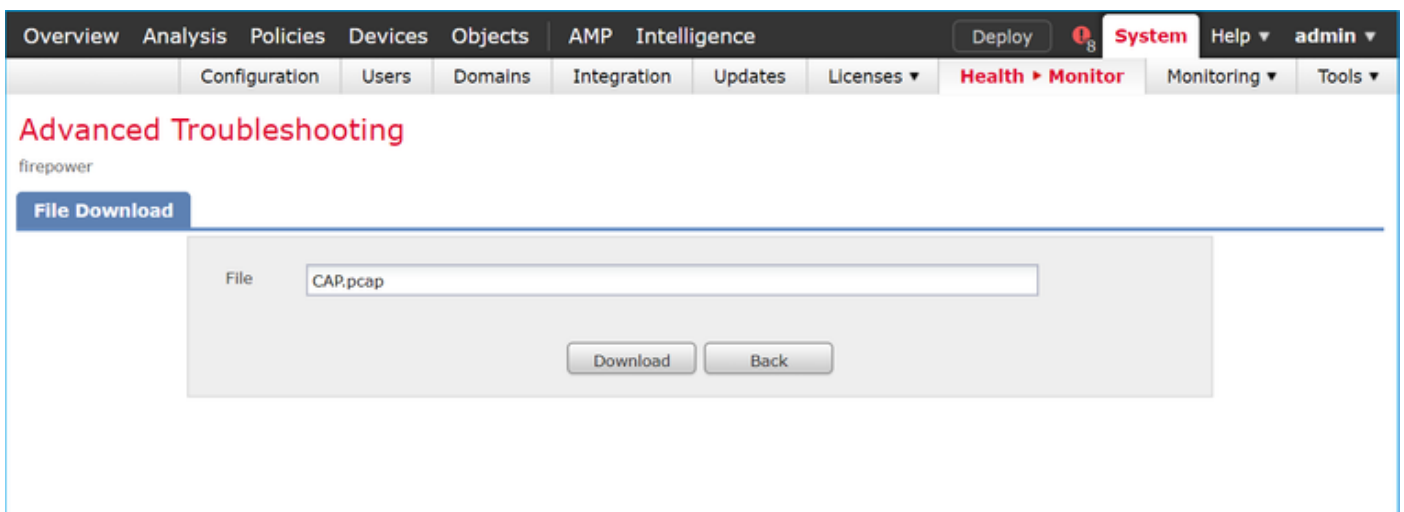 Overview Analysis Policies Devices Objects AMP Intelligence Deploy 8 System Help ▾ admin ▾
Configuration Users Domains Integration Updates Licenses ▾ Health ▸ Monitor Monitoring ▾ Tools ▾
Advanced Troubleshooting
firepower
File Download
File CAP.pcap
Download Back